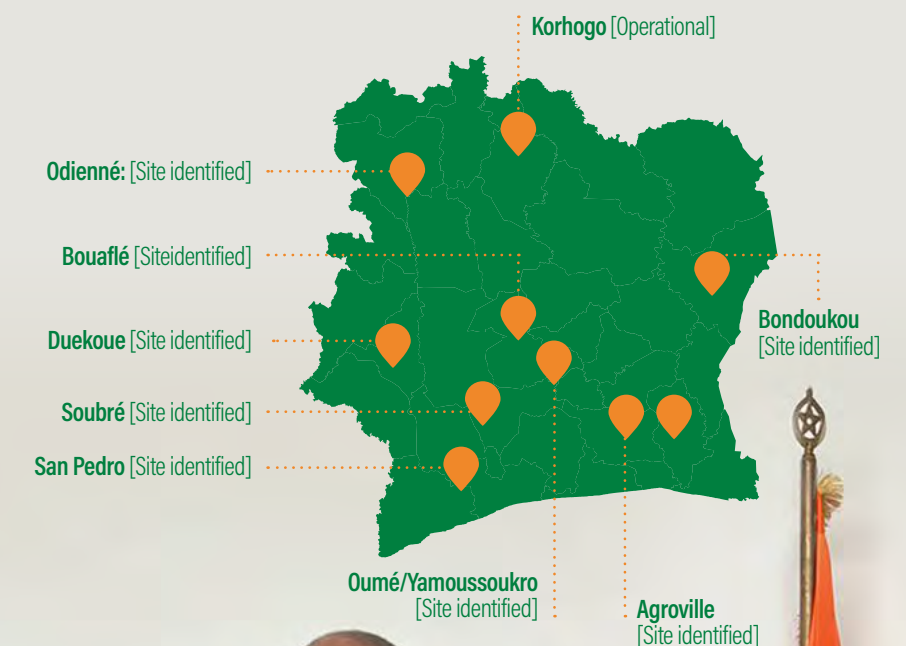 Korhogo [Operational]
Odienné: [Site identified]
Bouaflé [Siteidentified]
Duekoue [Site identified]
Bondoukou
[Site identified]
Soubré [Site identified]
San Pedro [Site identified]
Oumé/Yamoussoukro
[Site identified]
Agroville
[Site identified]